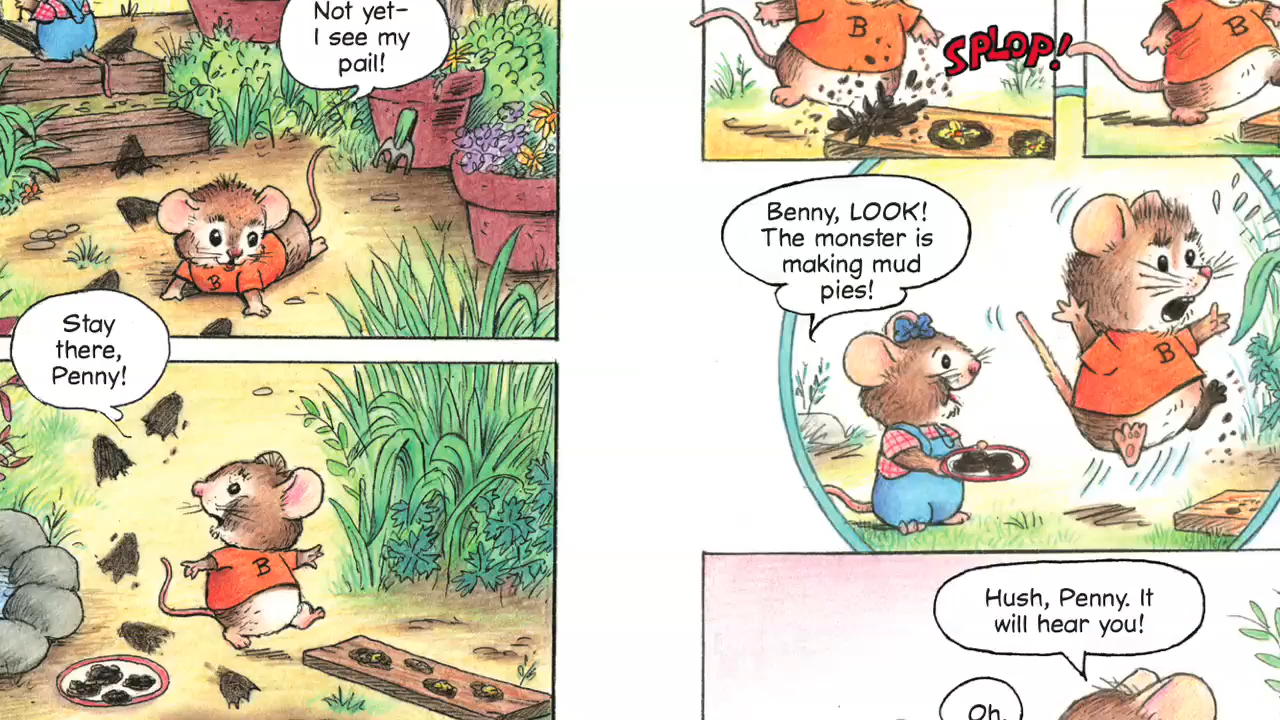 Not yet–
I see my
pail!
B
Stay
there,
Penny!
B
B
SPLOP!
B
Benny, LOOK!
The monster is
making mud
pies!
B
Hush, Penny. It
will hear you!
Oh,